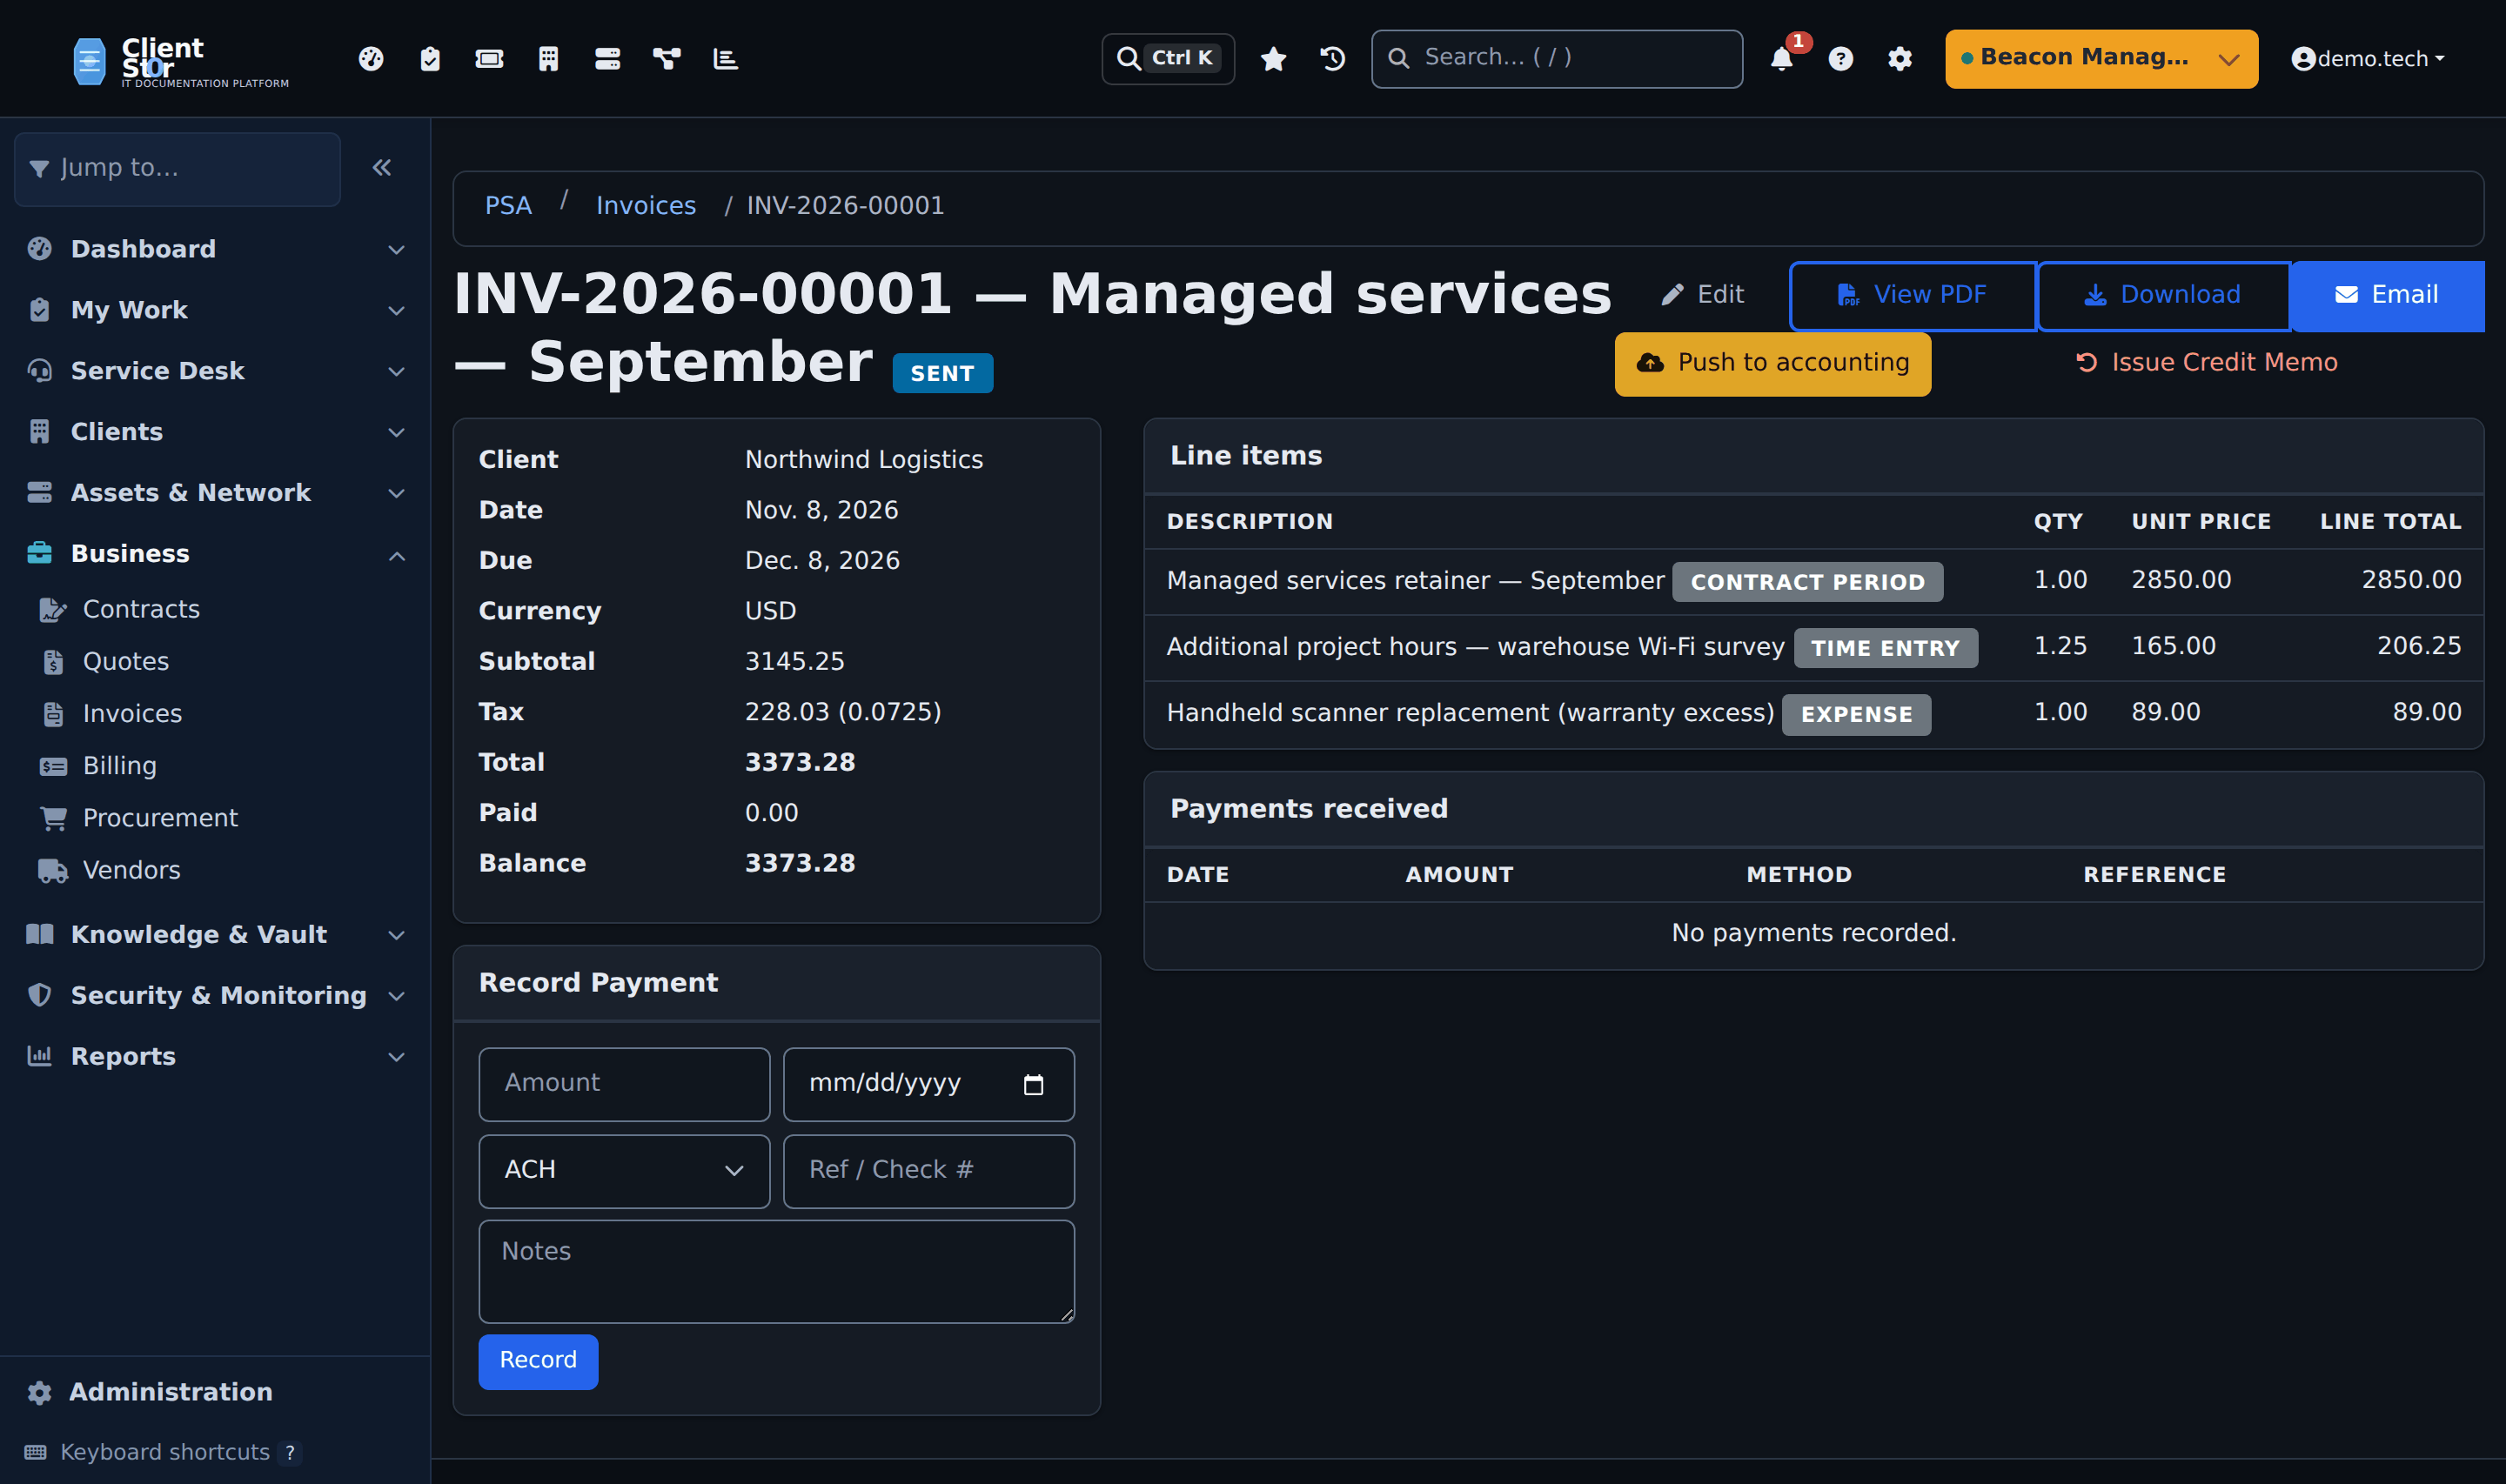 Client
St0r
IT DOCUMENTATION PLATFORM
Ctrl K
Search... ( / )
1
Beacon Manag...
demo.tech
Jump to...
Dashboard
My Work
Service Desk
Clients
Assets & Network
Business
Contracts
Quotes
Invoices
Billing
Procurement
Vendors
Knowledge & Vault
Security & Monitoring
Reports
Administration
Keyboard shortcuts ?
PSA / Invoices / INV-2026-00001
INV-2026-00001 — Managed services
— September SENT
Edit
View PDF
Download
Email
Push to accounting
Issue Credit Memo
Client Northwind Logistics
Date Nov. 8, 2026
Due Dec. 8, 2026
Currency USD
Subtotal 3145.25
Tax 228.03 (0.0725)
Total 3373.28
Paid 0.00
Balance 3373.28
Record Payment
Amount mm/dd/yyyy
ACH Ref / Check #
Notes
Record
Line items
DESCRIPTION QTY UNIT PRICE LINE TOTAL
Managed services retainer — September CONTRACT PERIOD 1.00 2850.00 2850.00
Additional project hours — warehouse Wi-Fi survey TIME ENTRY 1.25 165.00 206.25
Handheld scanner replacement (warranty excess) EXPENSE 1.00 89.00 89.00
Payments received
DATE AMOUNT METHOD REFERENCE
No payments recorded.